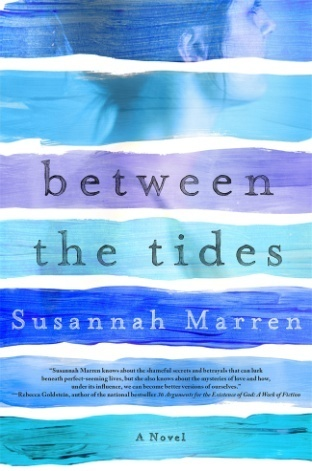 between
the tides
Susannah Marren
“Susannah Marren knows about the shameful secrets and betrayals that can lurk
beneath perfect-seeming lives, but she also knows about the mysteries of love and how,
under its influence, we can become better versions of ourselves.”
—Rebecca Goldstein, author of the national bestseller 36 Arguments for the Existence of God: A Work of Fiction
A Novel